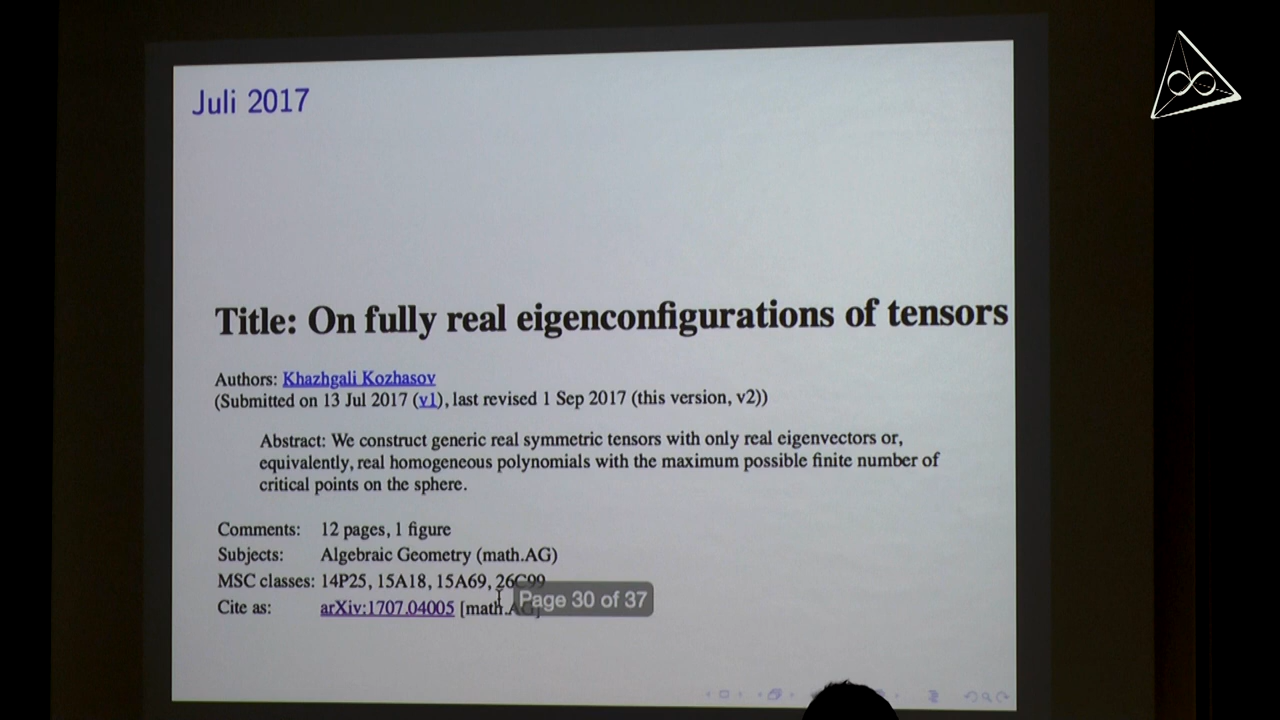 Juli 2017
Title: On fully real eigenconfigurations of tensors
Authors: Khazhgali Kozhasov
(Submitted on 13 Jul 2017 (v1), last revised 1 Sep 2017 (this version, v2))
Abstract: We construct generic real symmetric tensors with only real eigenvectors or,
equivalently, real homogeneous polynomials with the maximum possible finite number of
critical points on the sphere.
Comments: 12 pages, 1 figure
Subjects: Algebraic Geometry (math.AG)
MSC classes: 14P25, 15A18, 15A69, 26C99
Cite as: arXiv:1707.04005 [math.AG]
Page 30 of 37